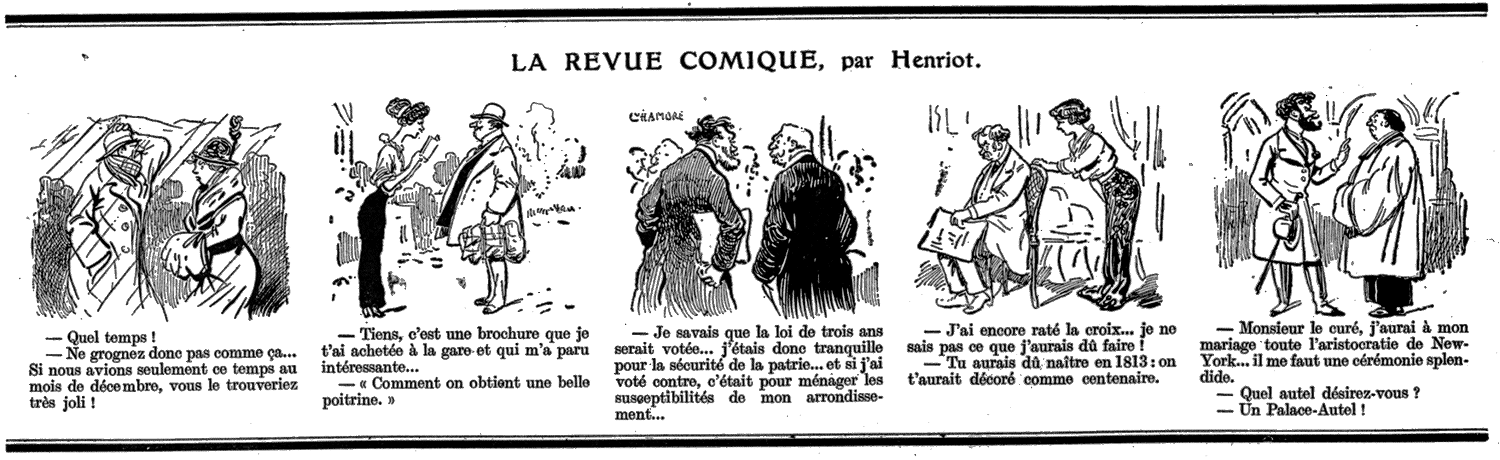 LA REVUE COMIQUE, par Henriot.
— Quel temps !
— Ne grognez donc pas comme ça...
Si nous avions seulement ce temps au
mois de décembre, vous le trouveriez
très joli !
— Tiens, c'est une brochure que je
t'ai achetée à la gare et qui m'a paru
intéressante...
— « Comment on obtient une belle
poitrine. »
CHAMBRE
— Je savais que la loi de trois ans
serait votée... j'étais donc tranquille
pour la sécurité de la patrie... et si j'ai
voté contre, c'était pour ménager les
susceptibilités de mon arrondisse-
ment...
— J'ai encore raté la croix... je ne
sais pas ce que j'aurais dû faire !
— Tu aurais dû naître en 1813 : on
t'aurait décoré comme centenaire.
— Monsieur le curé, j'aurai à mon
mariage toute l'aristocratie de New-
York... il me faut une cérémonie splen-
dide.
— Quel autel désirez-vous ?
— Un Palace-Autel !